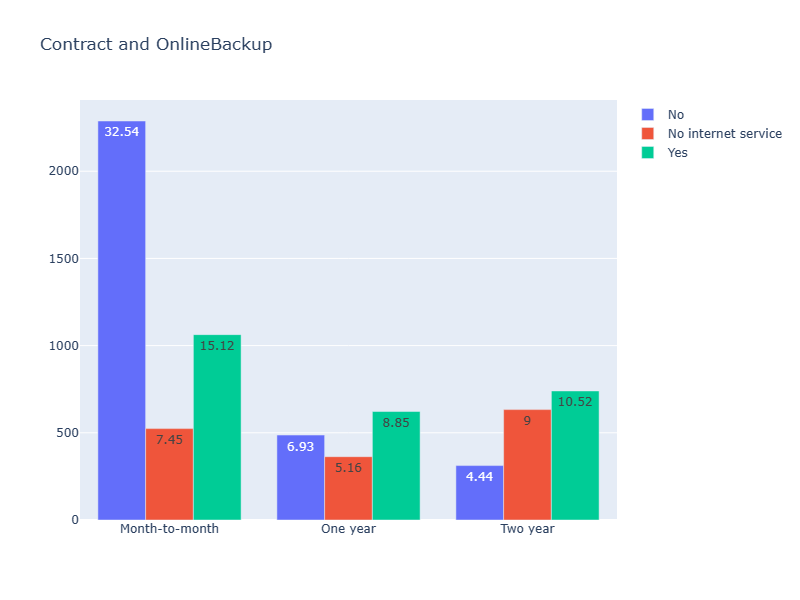 Contract and OnlineBackup
No
No internet service
Yes
2000
1500
1000
500
0
32.54
7.45
15.12
6.93
5.16
8.85
4.44
9
10.52
Month-to-month
One year
Two year